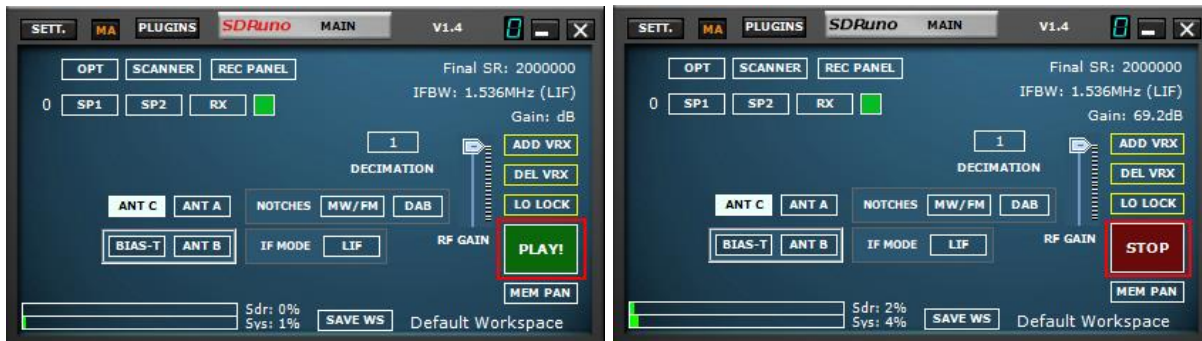 SETT. MA PLUGINS SDRuno MAIN V1.4 0
OPT SCANNER REC PANEL Final SR: 2000000
IFBW: 1.536MHz (LIF)
0 SP1 SP2 RX Gain: dB
1 ADD VRX
DECIMATION DEL VRX
ANT C ANT A NOTCHES MW/FM DAB LO LOCK
BIAS-T ANT B IF MODE LIF RF GAIN PLAY!
MEM PAN
Sdr: 0%
Sys: 1% SAVE WS Default Workspace
SETT. MA PLUGINS SDRuno MAIN V1.4 0
OPT SCANNER REC PANEL Final SR: 2000000
IFBW: 1.536MHz (LIF)
0 SP1 SP2 RX Gain: 69.2dB
1 ADD VRX
DECIMATION DEL VRX
ANT C ANT A NOTCHES MW/FM DAB LO LOCK
BIAS-T ANT B IF MODE LIF RF GAIN STOP
MEM PAN
Sdr: 2%
Sys: 4% SAVE WS Default Workspace